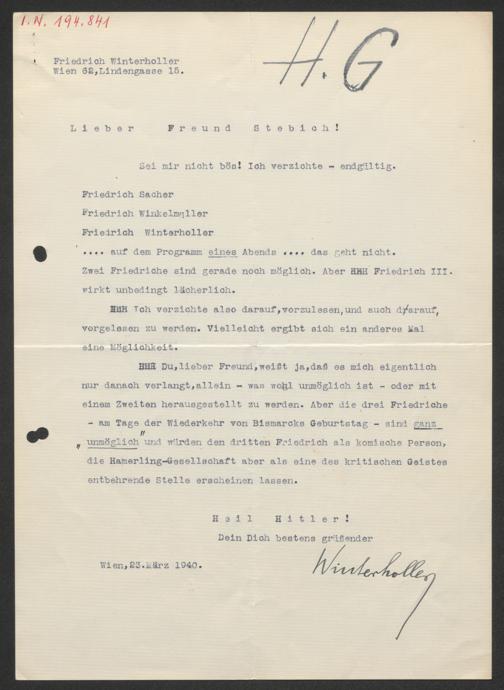 I.N. 194.841
H.G
Friedrich Winterholler
Wien 62,Lindengasse 15.
Lieber Freund Stebich!
Sei mir nicht bös! Ich verzichte - endgültig.
Friedrich Sacher
Friedrich Winkelmüller
Friedrich Winterholler
.... auf dem Programm eines Abends .... das geht nicht.
Zwei Friedriche sind gerade noch möglich. Aber Friedrich III.
wirkt unbedingt lächerlich.
Ich verzichte also darauf,vorzulesen,und auch darauf,
vorgelesen zu werden. Vielleicht ergibt sich ein anderes Mal
eine Möglichkeit.
Du,lieber Freund,weißt ja,daß es mich eigentlich
nur danach verlangt,allein - was wohl unmöglich ist - oder mit
einem Zweiten herausgestellt zu werden. Aber die drei Friedriche
- am Tage der Wiederkehr von Bismarcks Geburtstag - sind ganz
„unmöglich" und würden den dritten Friedrich als komische Person,
die Hamerling-Gesellschaft aber als eine des kritischen Geistes
entbehrende Stelle erscheinen lassen.
Heil Hitler!
Dein Dich bestens grüßender
Wien,23.März 1940.
Winterholler